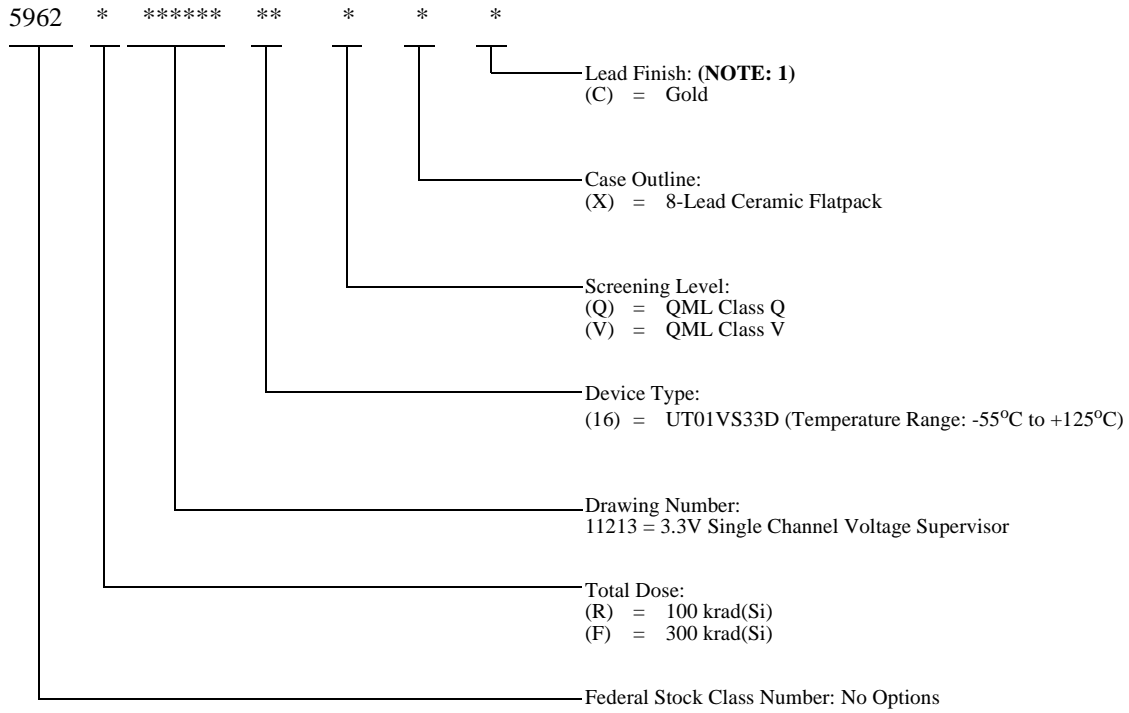 5962 * ****** ** * * *
Lead Finish: (NOTE: 1)
(C) = Gold
Case Outline:
(X) = 8-Lead Ceramic Flatpack
Screening Level:
(Q) = QML Class Q
(V) = QML Class V
Device Type:
(16) = UT01VS33D (Temperature Range: -55°C to +125°C)
Drawing Number:
11213 = 3.3V Single Channel Voltage Supervisor
Total Dose:
(R) = 100 krad(Si)
(F) = 300 krad(Si)
Federal Stock Class Number: No Options